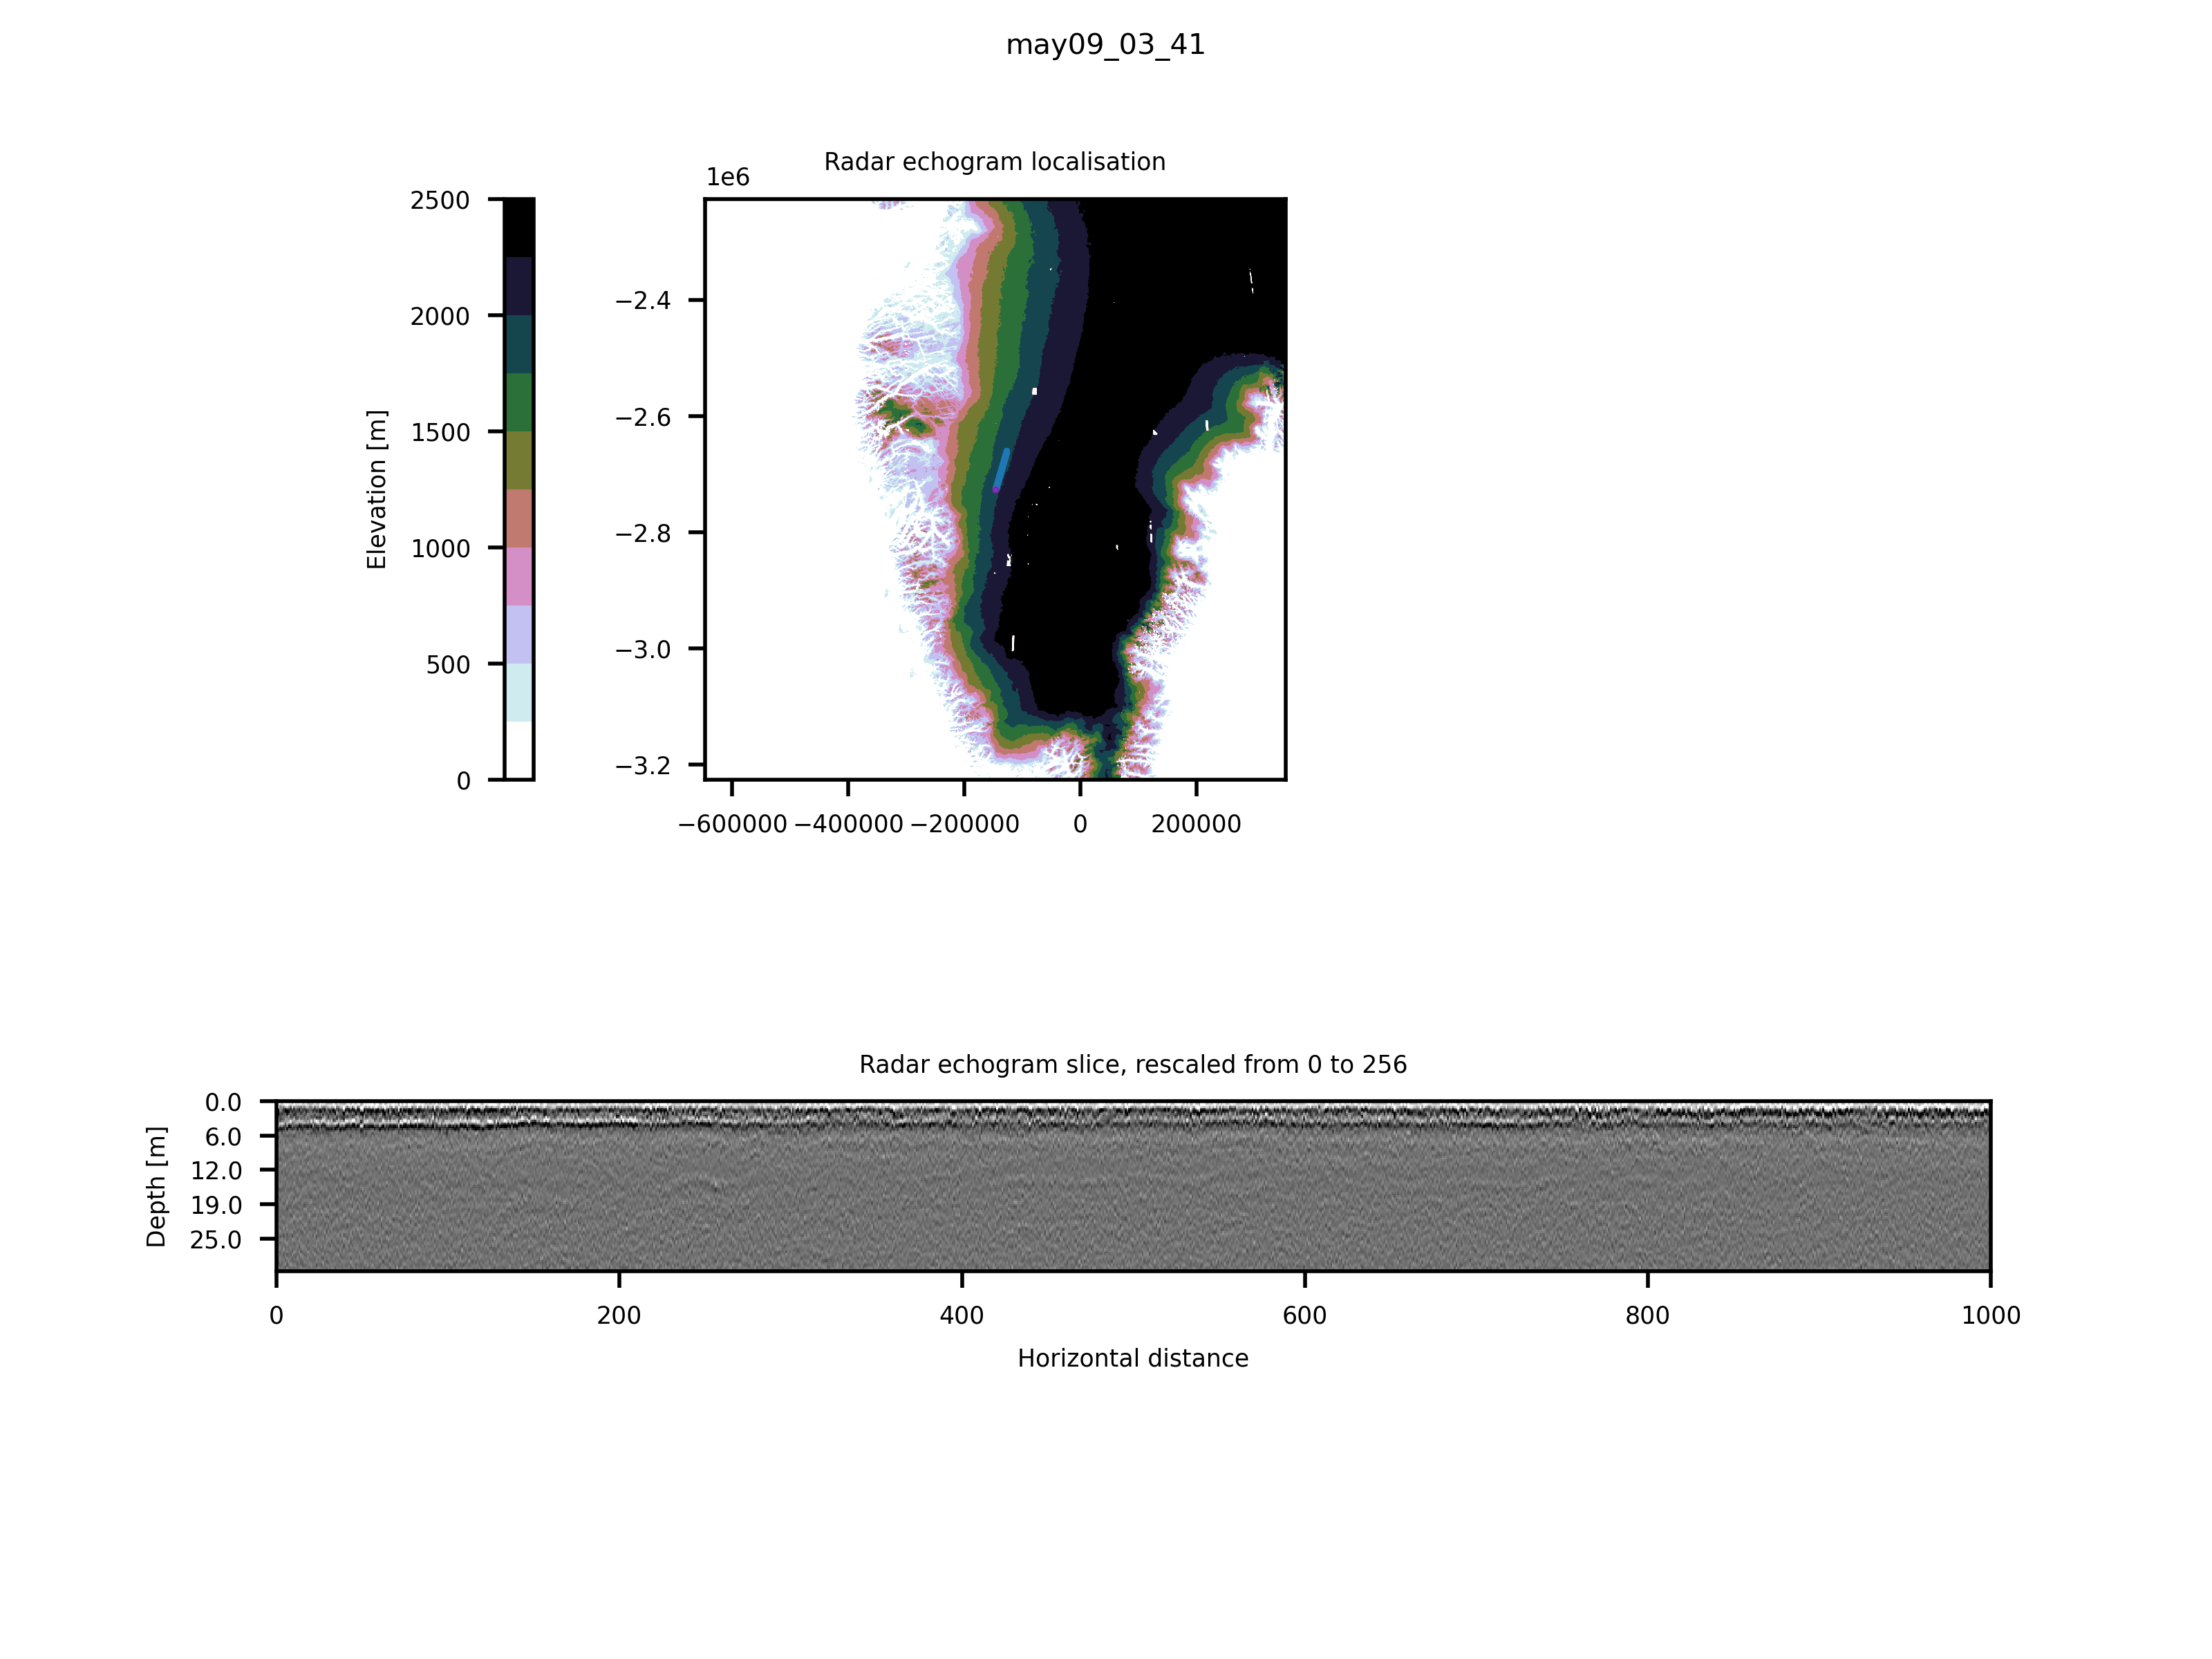 may09_03_41
Radar echogram localisation
1e6
2500
2000
1500
1000
500
0
Elevation [m]
−2.4
−2.6
−2.8
−3.0
−3.2
−600000 −400000 −200000 0 200000
Radar echogram slice, rescaled from 0 to 256
0.0
6.0
12.0
19.0
25.0
Depth [m]
0 200 400 600 800 1000
Horizontal distance